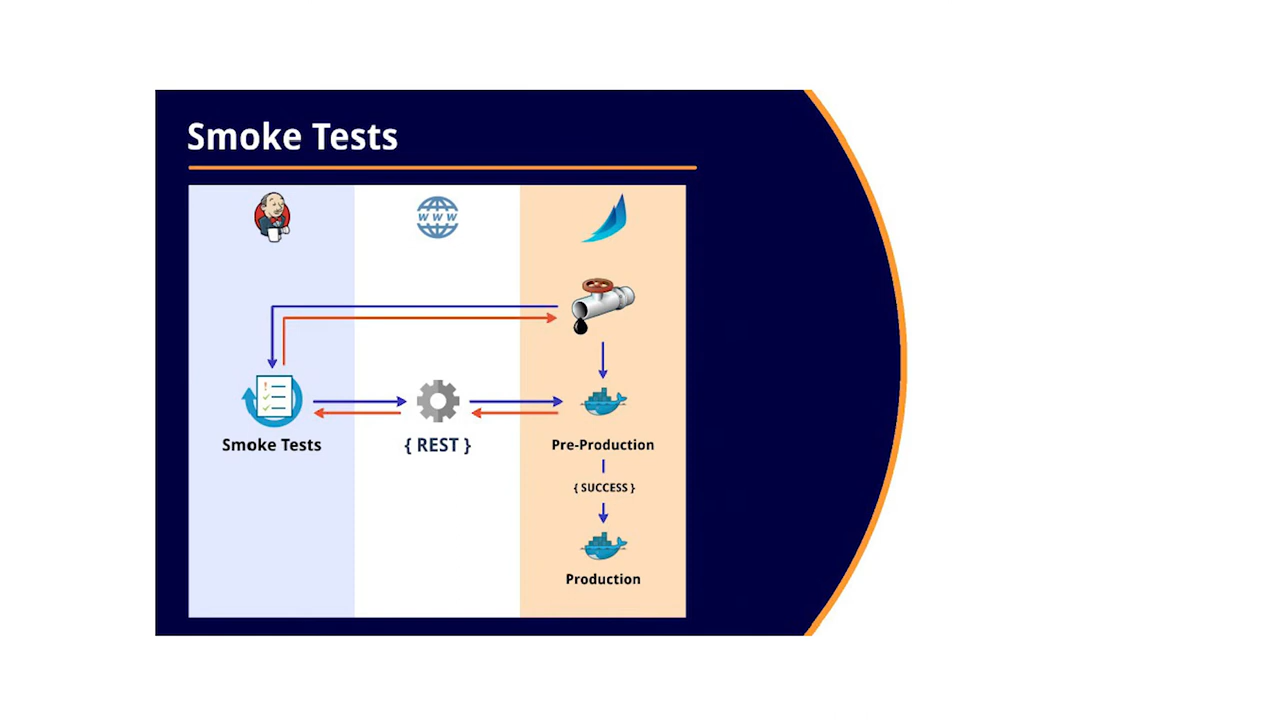 Smoke Tests
WWW
Smoke Tests
{ REST }
Pre-Production
{ SUCCESS }
Production